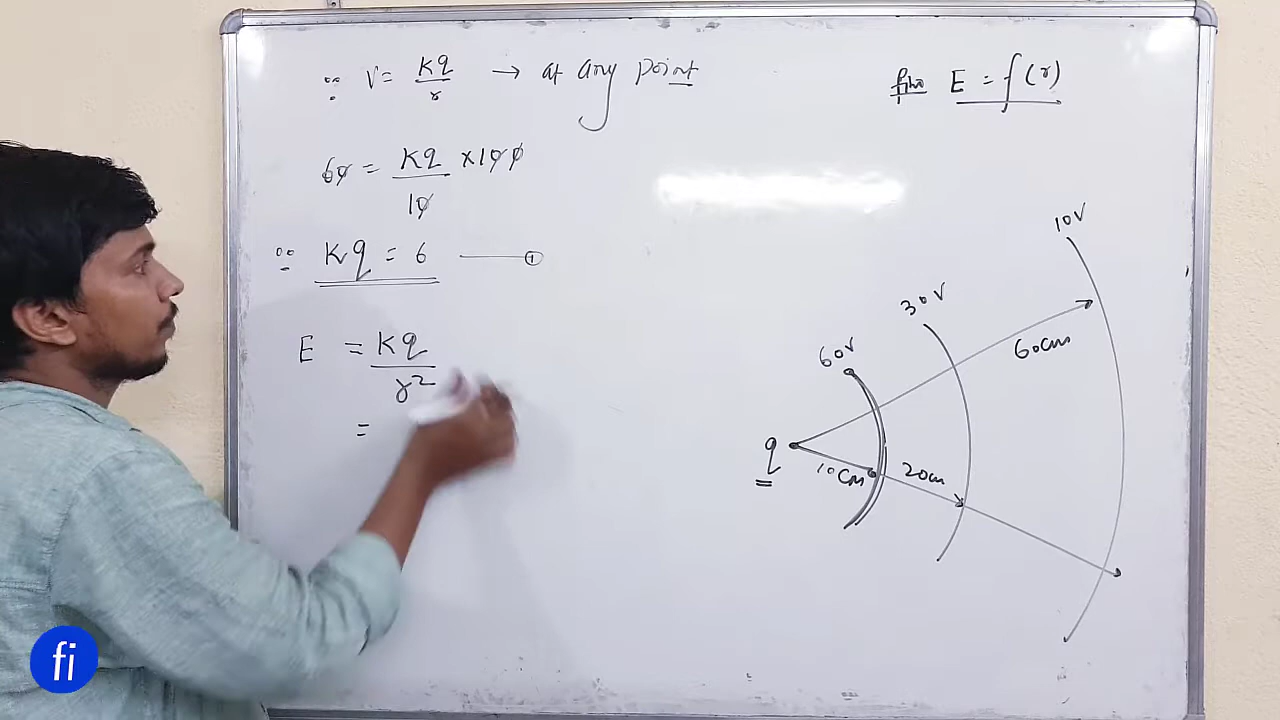 ∵ V = Kq/r → at any point
find E = f(r)
60 = Kq/10 × 100
∵ Kq = 6 ——— ①
E = Kq/r²
=
10V
30V
60V
60cm
q
10cm
20cm
fi